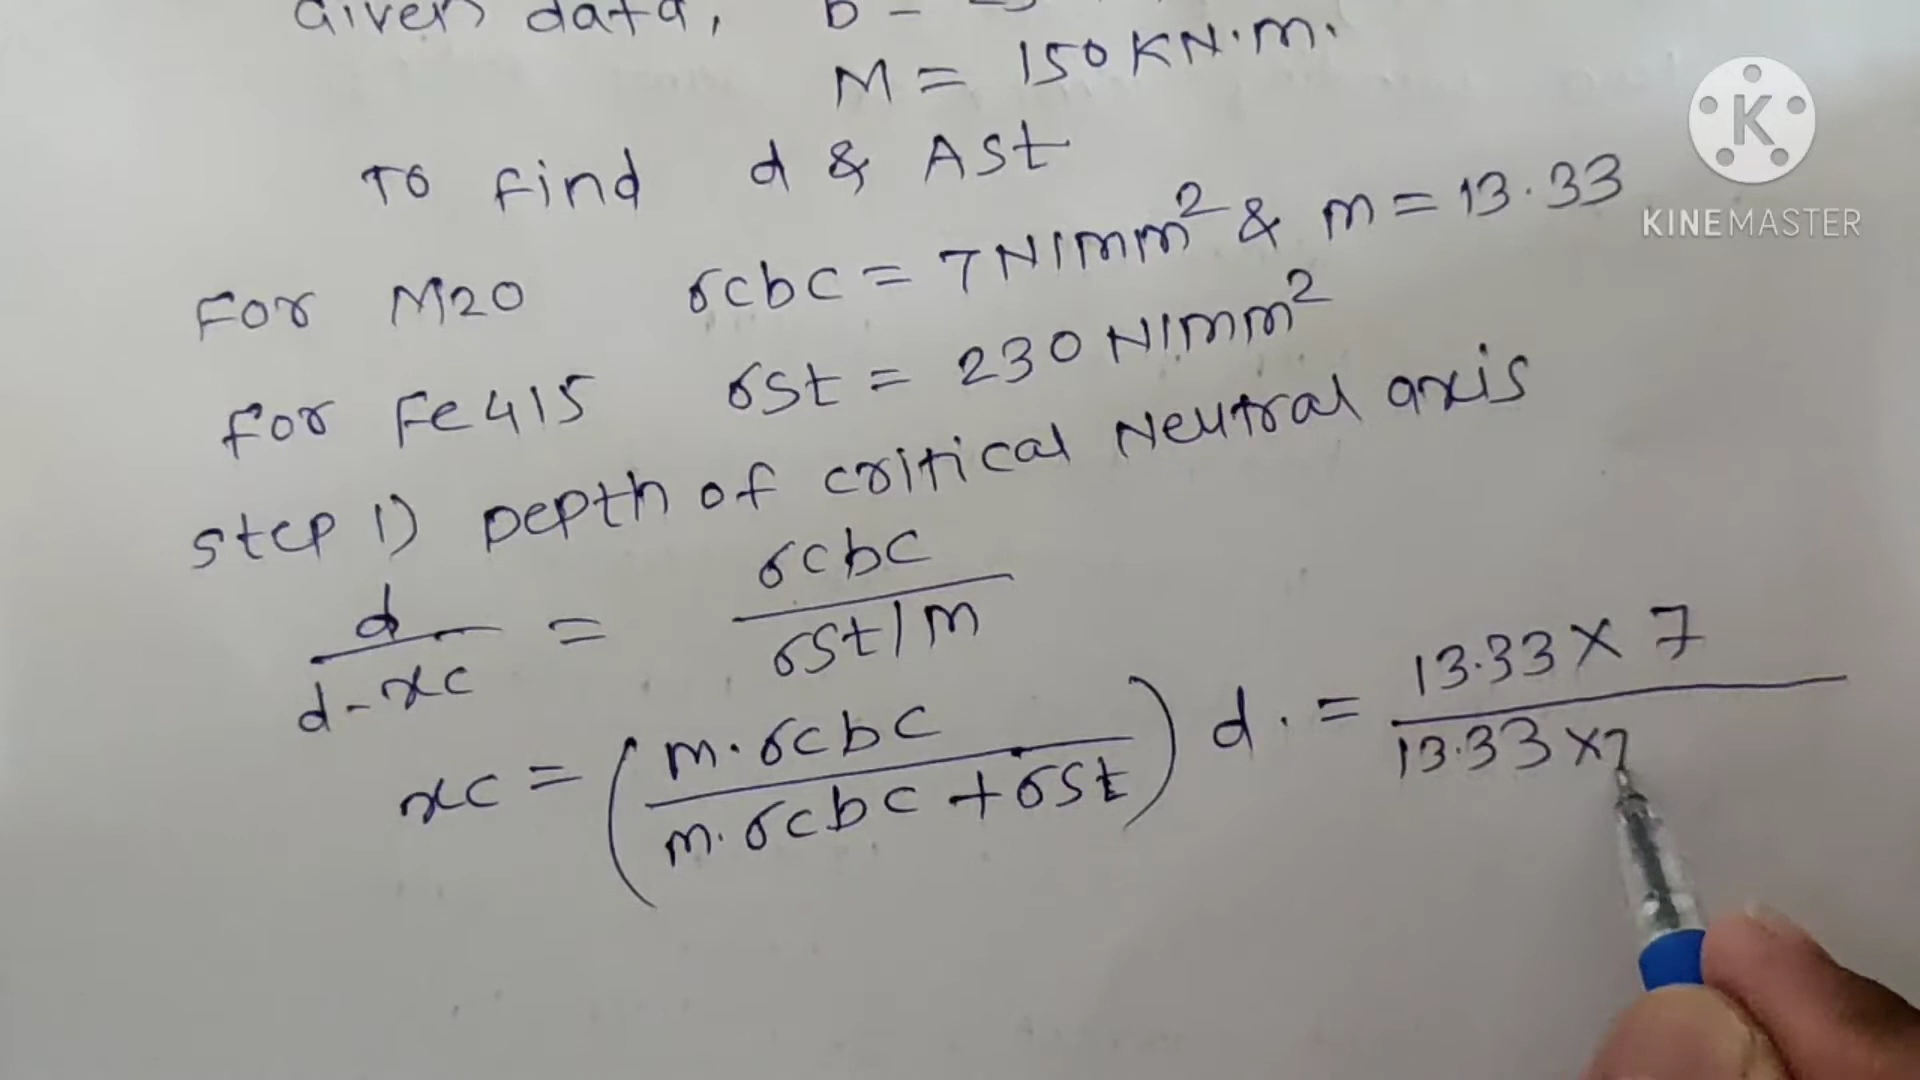 Given data, b =
M = 150 KN.m.
To find d & Ast
For M20 σcbc = 7 N/mm² & m = 13.33
for Fe415 σst = 230 N/mm²
step 1) Depth of critical Neutral axis
d / d-xc = σcbc / σst/m
xc = (m.σcbc / m.σcbc + σst) d. = 13.33 × 7 / 13.33 × 7
K
KINEMASTER